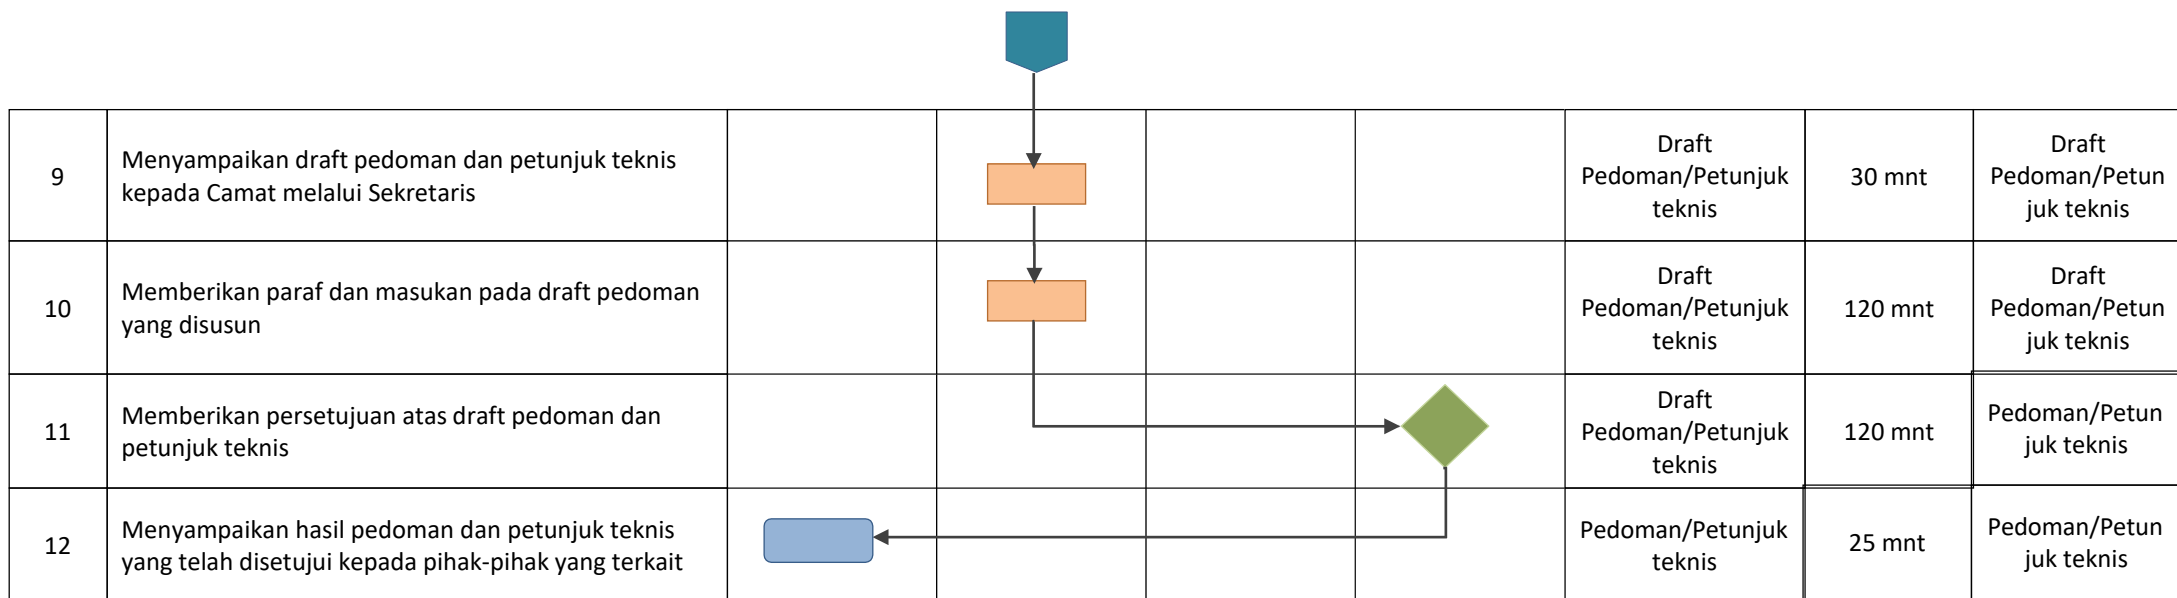 9
Menyampaikan draft pedoman dan petunjuk teknis
kepada Camat melalui Sekretaris
Draft
Pedoman/Petunjuk
teknis
30 mnt
Draft
Pedoman/Petun
juk teknis
10
Memberikan paraf dan masukan pada draft pedoman
yang disusun
Draft
Pedoman/Petunjuk
teknis
120 mnt
Draft
Pedoman/Petun
juk teknis
11
Memberikan persetujuan atas draft pedoman dan
petunjuk teknis
Draft
Pedoman/Petunjuk
teknis
120 mnt
Pedoman/Petun
juk teknis
12
Menyampaikan hasil pedoman dan petunjuk teknis
yang telah disetujui kepada pihak-pihak yang terkait
Pedoman/Petunjuk
teknis
25 mnt
Pedoman/Petun
juk teknis